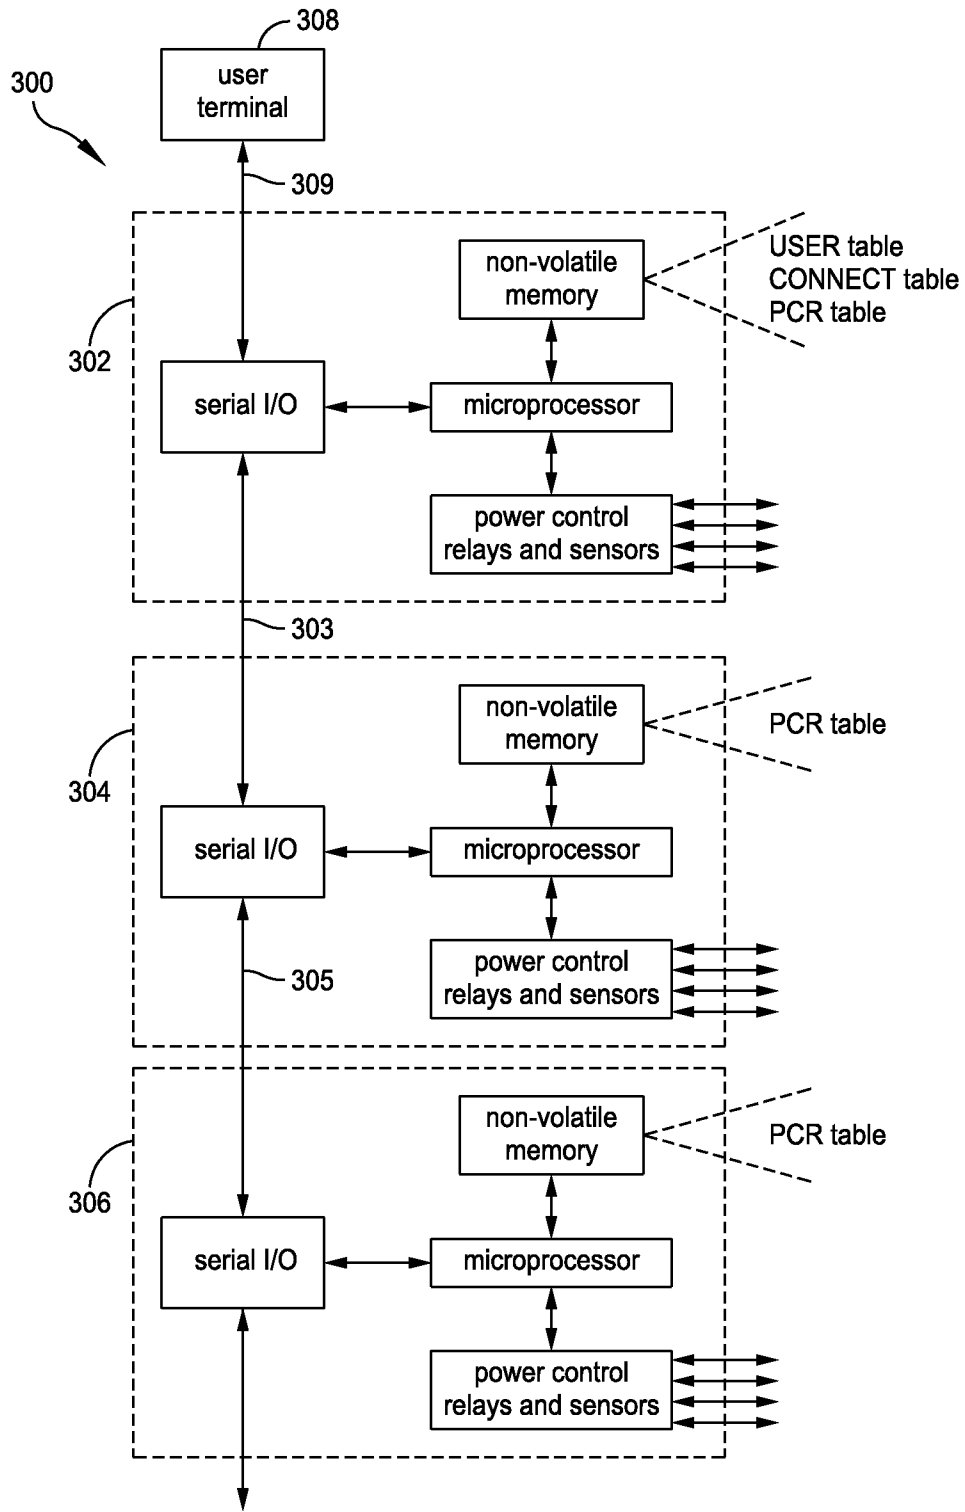 308
user
terminal
300
309
non-volatile
memory
USER table
CONNECT table
PCR table
302
serial I/O
microprocessor
power control
relays and sensors
303
non-volatile
memory
PCR table
304
serial I/O
microprocessor
power control
relays and sensors
305
non-volatile
memory
PCR table
306
serial I/O
microprocessor
power control
relays and sensors